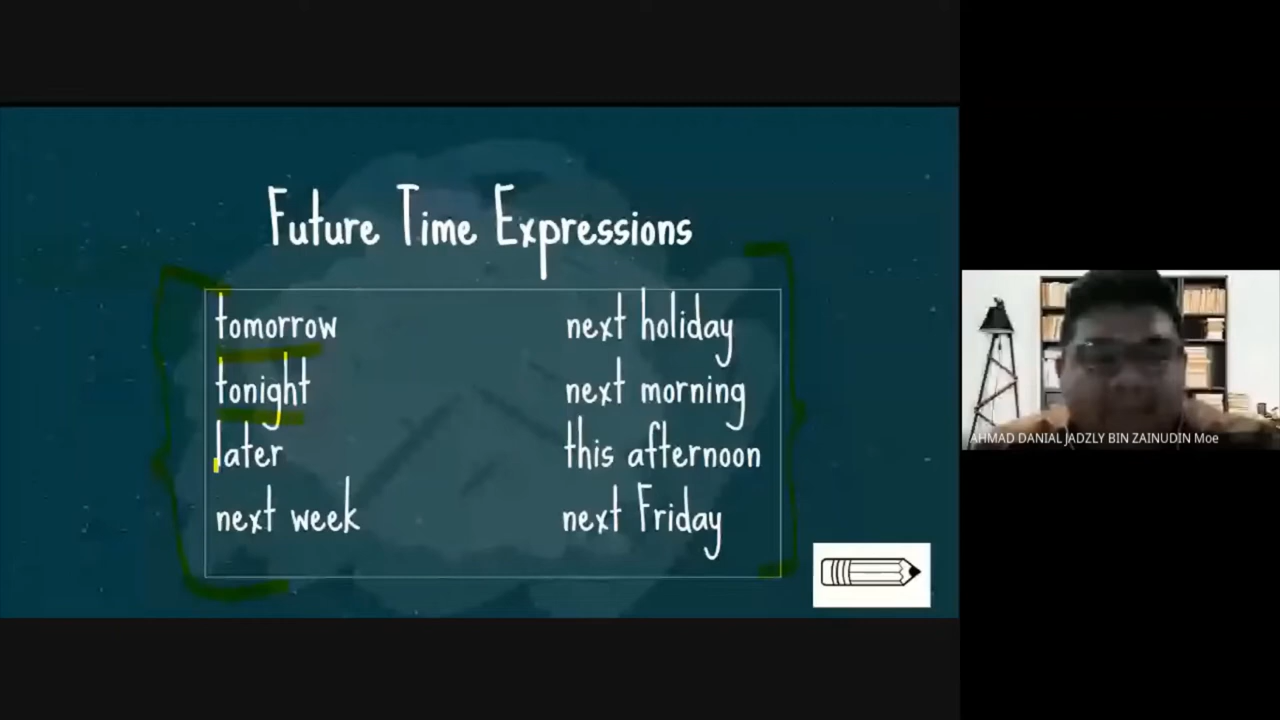 Future Time Expressions
tomorrow
tonight
later
next week
next holiday
next morning
this afternoon
next Friday
AHMAD DANIAL JADZLY BIN ZAINUDIN Moe